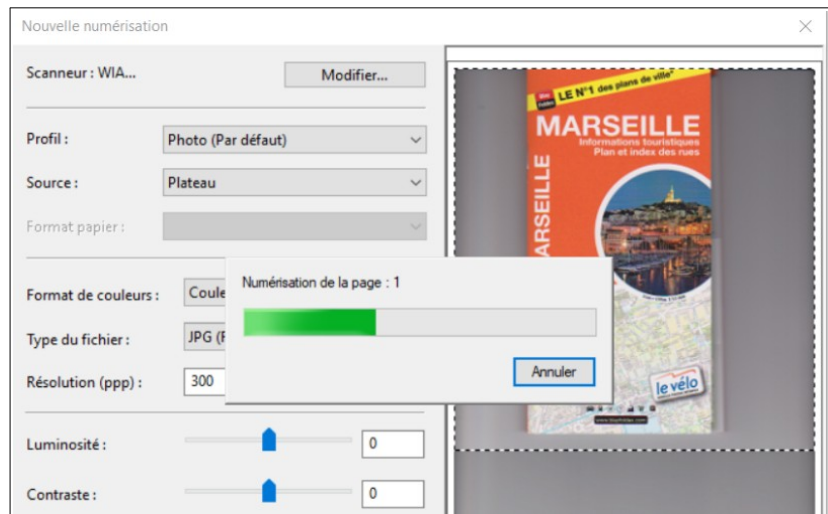 Nouvelle numérisation
Scanneur : WIA...
Modifier...
Profil :
Photo (Par défaut)
Source :
Plateau
Format papier :
Format de couleurs :
Coule
Type du fichier :
JPG (F
Résolution (ppp) :
300
Luminosité :
0
Contraste :
0
Numérisation de la page : 1
Annuler
LE N°1 des plans de ville*
MARSEILLE
Informations touristiques
Plan et index des rues
MARSEILLE
le vélo